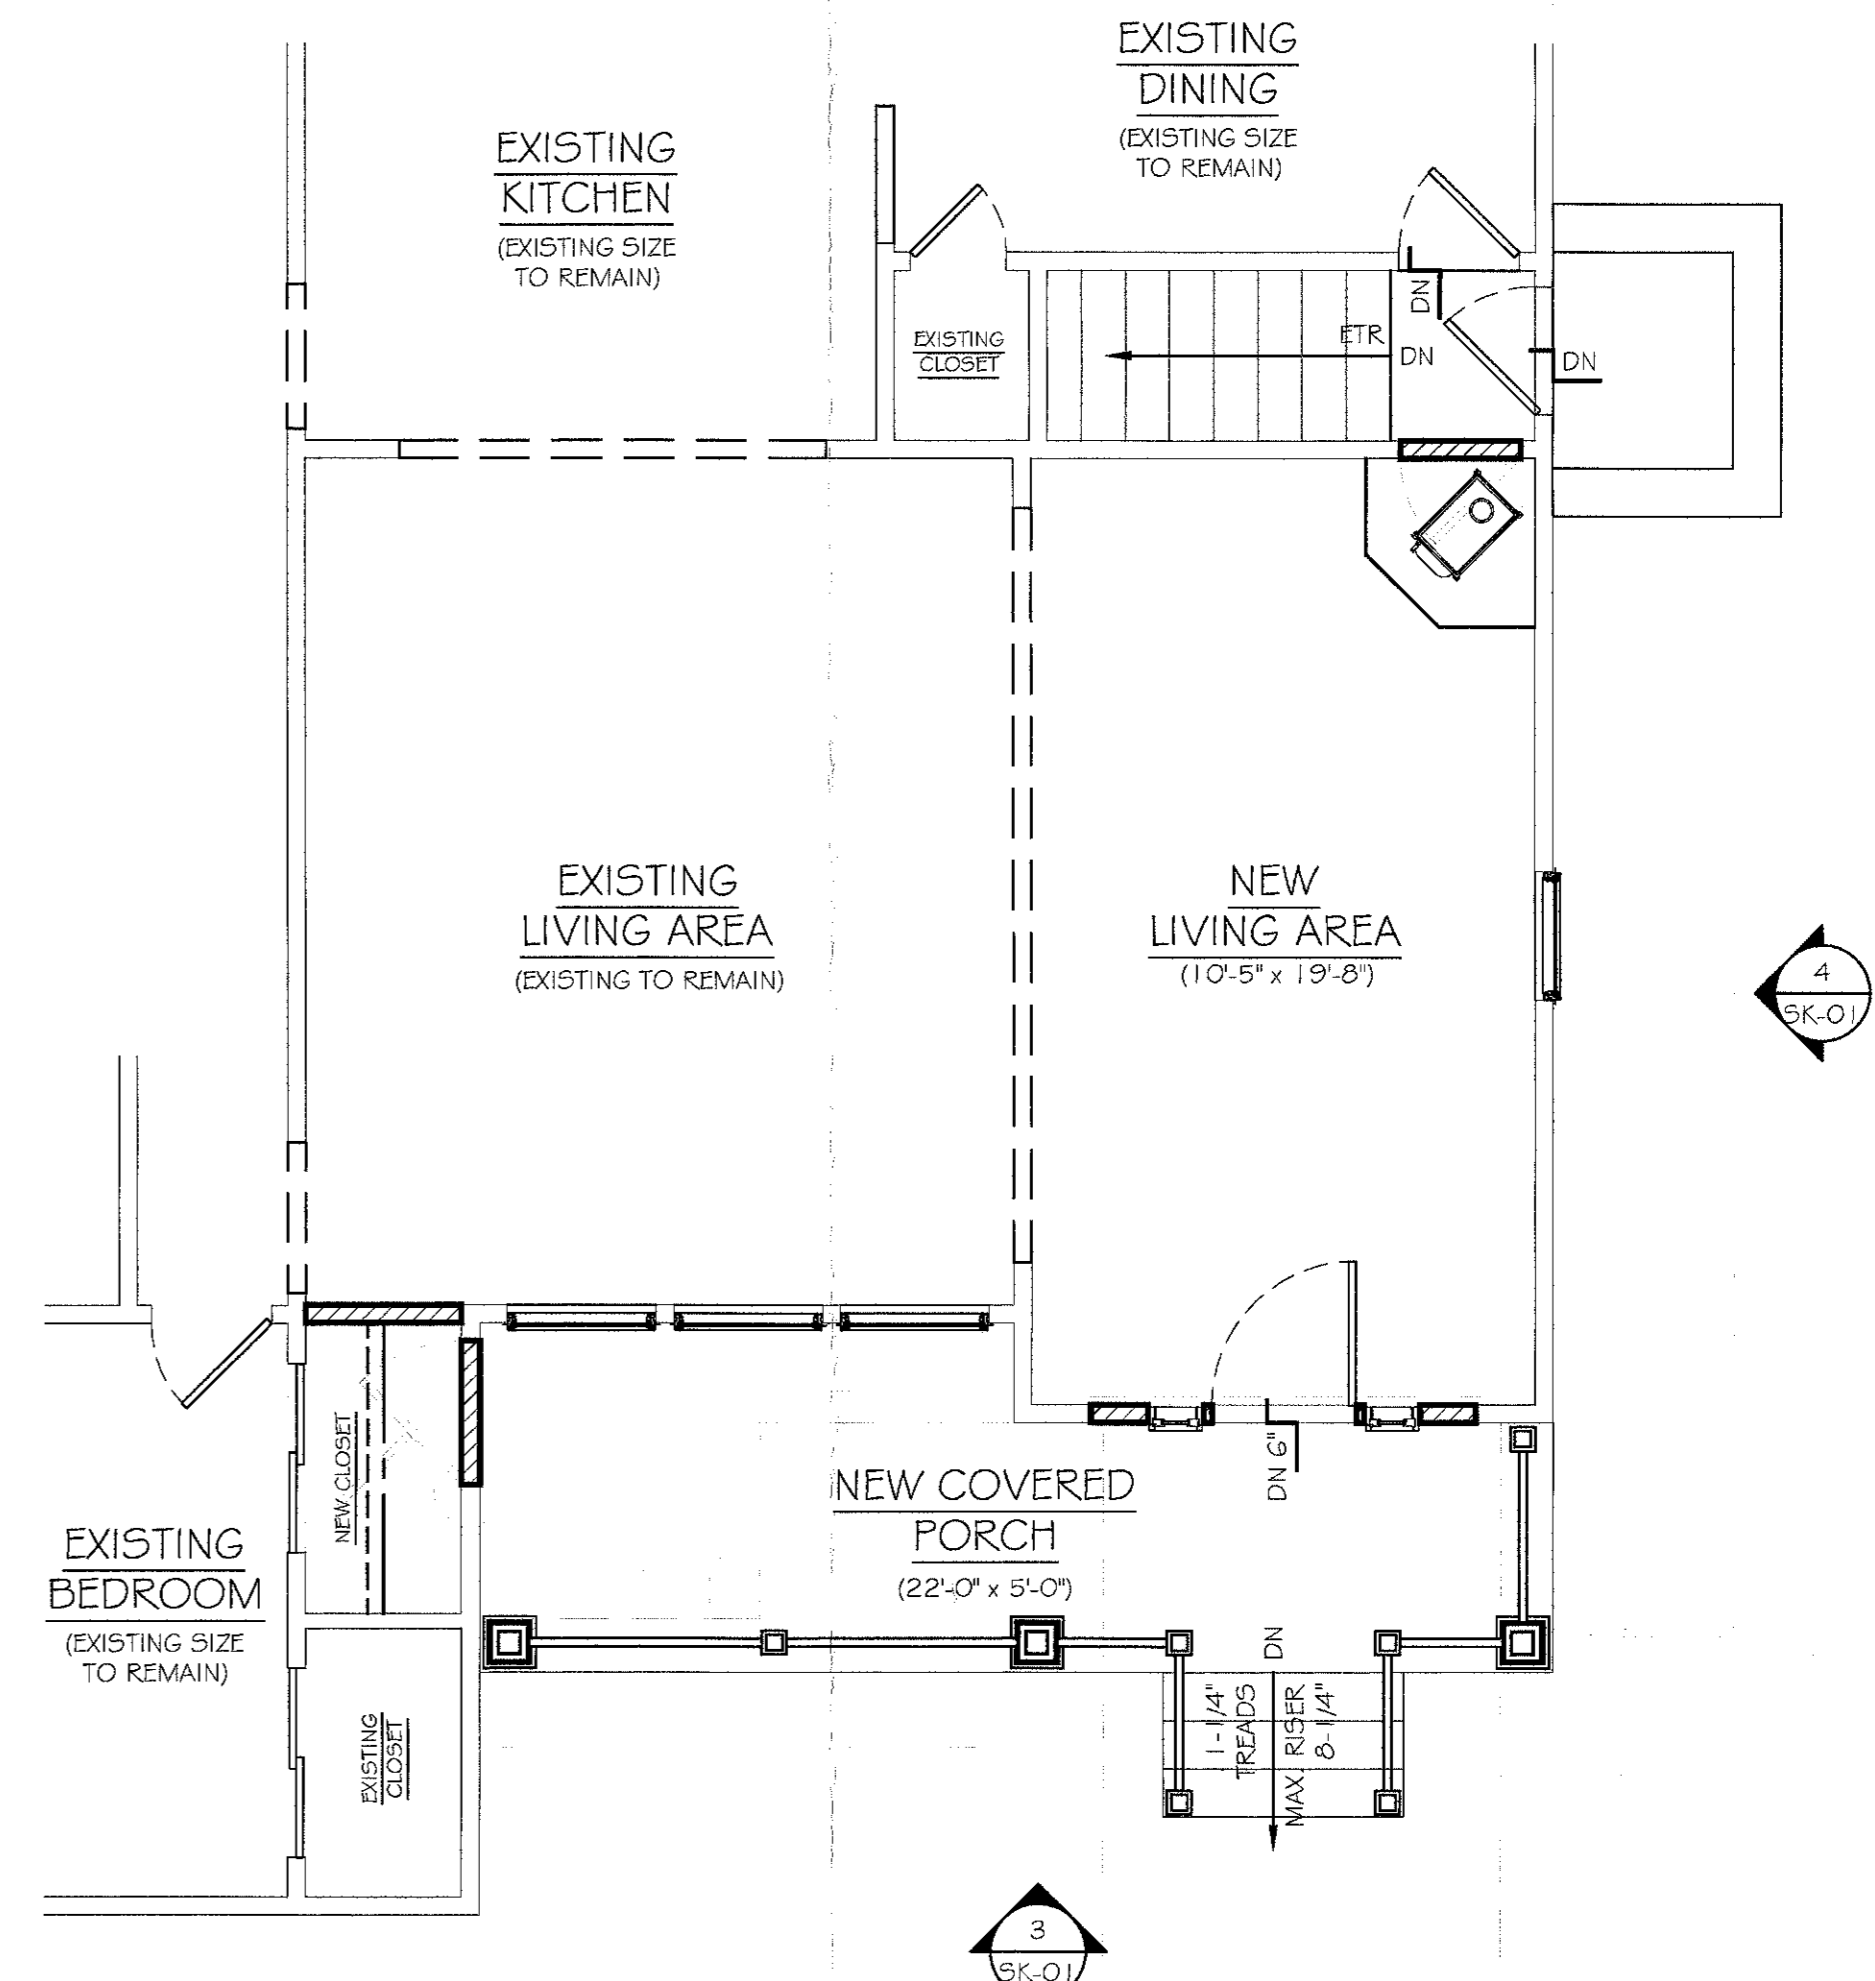 EXISTING
DINING
(EXISTING SIZE
TO REMAIN)
EXISTING
KITCHEN
(EXISTING SIZE
TO REMAIN)
EXISTING
CLOSET
ETR
DN
DN
DN
EXISTING
LIVING AREA
(EXISTING TO REMAIN)
NEW
LIVING AREA
(10'-5" x 19'-8")
4
SK-01
NEW CLOSET
DN 6"
NEW COVERED
PORCH
(22'-0" x 5'-0")
EXISTING
BEDROOM
(EXISTING SIZE
TO REMAIN)
EXISTING
CLOSET
DN
1-1/4"
TREADS
MAX. RISER
8-1/4"
3
SK-01